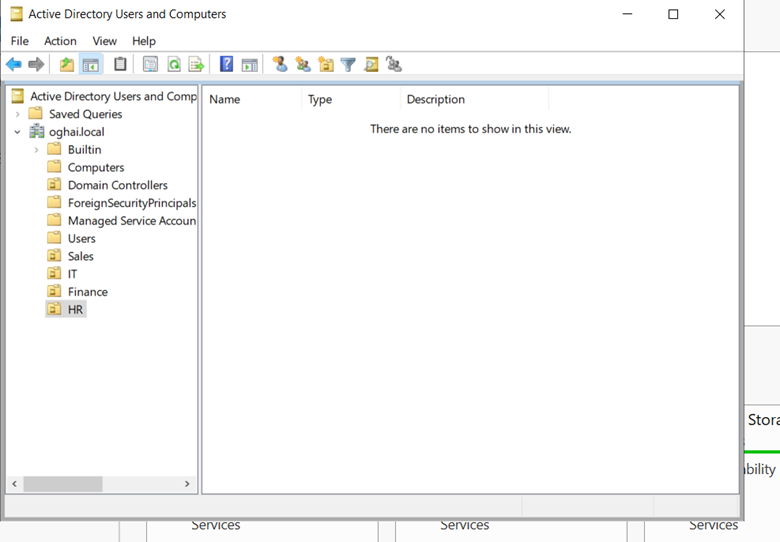 Active Directory Users and Computers
File Action View Help
Active Directory Users and Comp
Name Type Description
Saved Queries
There are no items to show in this view.
oghai.local
Builtin
Computers
Domain Controllers
ForeignSecurityPrincipals
Managed Service Accoun
Users
Sales
IT
Finance
HR
Stora
ability
Services Services Services